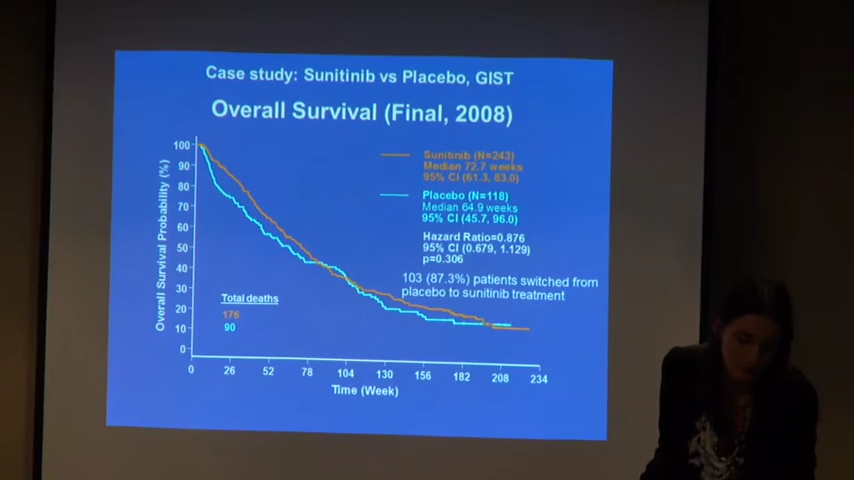 Case study: Sunitinib vs Placebo, GIST
Overall Survival (Final, 2008)
Overall Survival Probability (%)
100
90
80
70
60
50
40
30
20
10
0
Sunitinib (N=243)
Median 72.7 weeks
95% CI (61.3, 83.0)
Placebo (N=118)
Median 64.9 weeks
95% CI (45.7, 96.0)
Hazard Ratio=0.876
95% CI (0.679, 1.129)
p=0.306
103 (87.3%) patients switched from
placebo to sunitinib treatment
Total deaths
176
90
0 26 52 78 104 130 156 182 208 234
Time (Week)